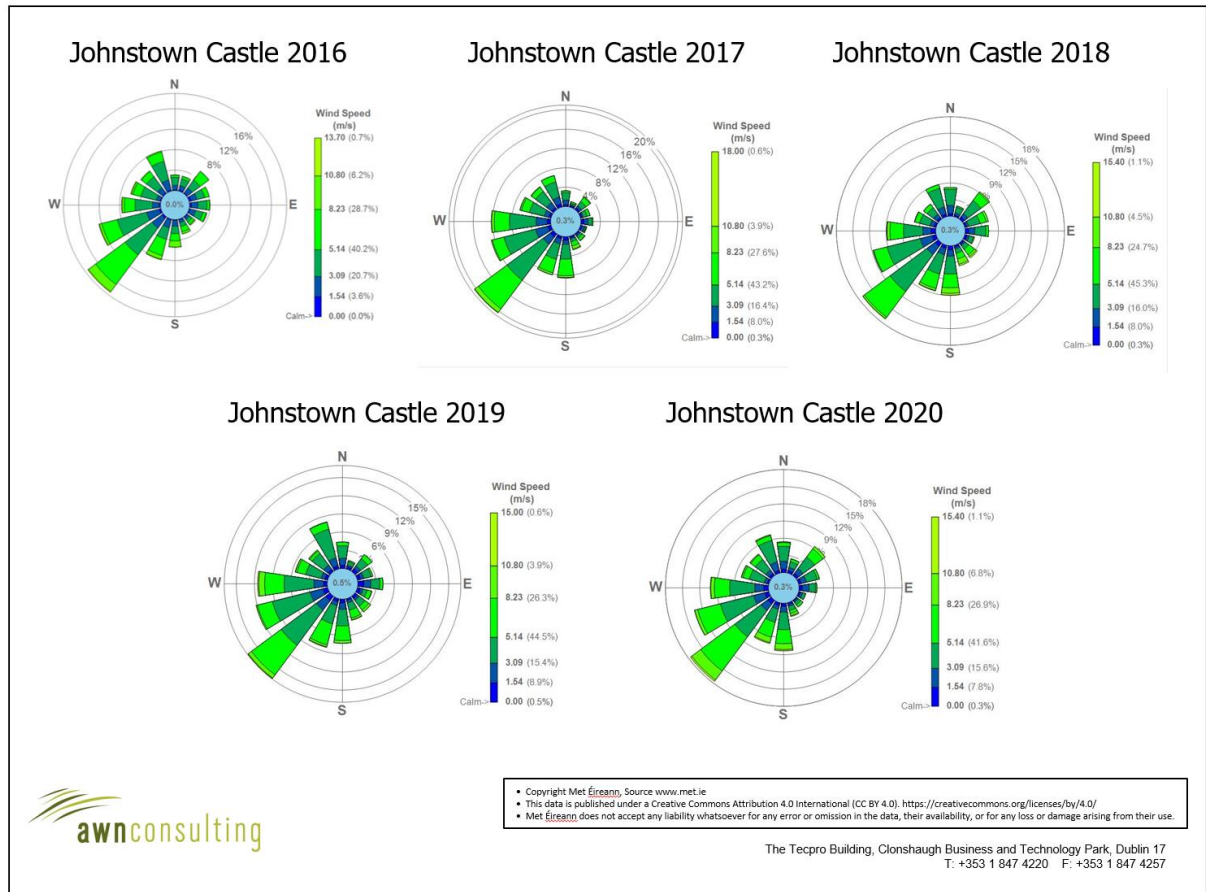 Johnstown Castle 2016
N
W
E
S
16%
12%
8%
0.0%
Wind Speed
(m/s)
13.70 (0.7%)
10.80 (6.2%)
8.23 (28.7%)
5.14 (40.2%)
3.09 (20.7%)
1.54 (3.6%)
Calm-> 0.00 (0.0%)
Johnstown Castle 2017
N
W
E
S
20%
16%
12%
8%
4%
0.3%
Wind Speed
(m/s)
18.00 (0.6%)
10.80 (3.9%)
8.23 (27.6%)
5.14 (43.2%)
3.09 (16.4%)
1.54 (8.0%)
Calm-> 0.00 (0.3%)
Johnstown Castle 2018
N
W
E
S
18%
15%
12%
9%
0.3%
Wind Speed
(m/s)
15.40 (1.1%)
10.80 (4.5%)
8.23 (24.7%)
5.14 (45.3%)
3.09 (16.0%)
1.54 (8.0%)
Calm-> 0.00 (0.3%)
Johnstown Castle 2019
N
W
E
S
15%
12%
9%
6%
0.5%
Wind Speed
(m/s)
15.00 (0.6%)
10.80 (3.9%)
8.23 (26.3%)
5.14 (44.5%)
3.09 (15.4%)
1.54 (8.9%)
Calm-> 0.00 (0.5%)
Johnstown Castle 2020
N
W
E
S
18%
15%
12%
9%
0.3%
Wind Speed
(m/s)
15.40 (1.1%)
10.80 (6.8%)
8.23 (26.9%)
5.14 (41.6%)
3.09 (15.6%)
1.54 (7.8%)
Calm-> 0.00 (0.3%)
awnconsulting
• Copyright Met Éireann, Source www.met.ie
• This data is published under a Creative Commons Attribution 4.0 International (CC BY 4.0). https://creativecommons.org/licenses/by/4.0/
• Met Éireann does not accept any liability whatsoever for any error or omission in the data, their availability, or for any loss or damage arising from their use.
The Tecpro Building, Clonshaugh Business and Technology Park, Dublin 17
T: +353 1 847 4220 F: +353 1 847 4257